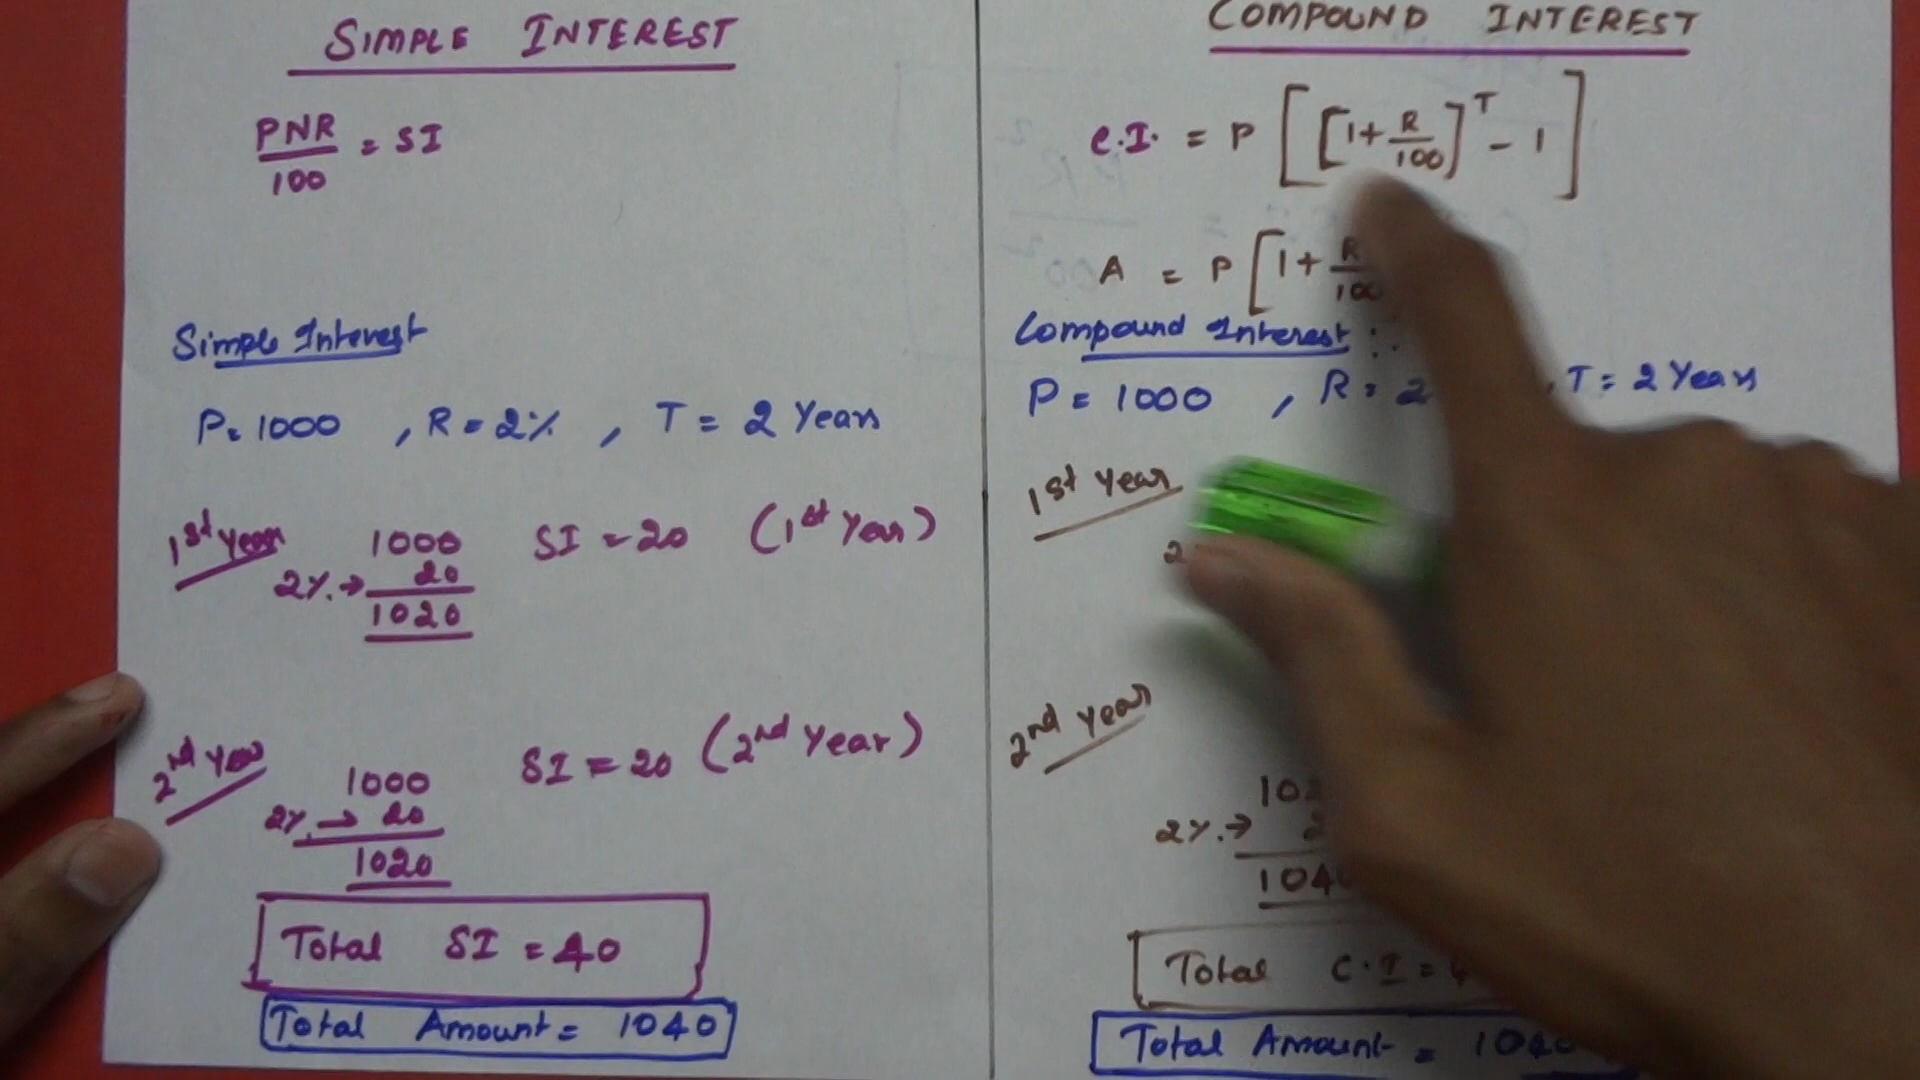 SIMPLE INTEREST
PNR
100 = SI
Simple Interest
P = 1000 , R = 2% , T = 2 Years
1st year
1000 SI = 20 (1st Year)
2% → 20
1020
2nd Year
1000 SI = 20 (2nd Year)
2% → 20
1020
Total SI = 40
Total Amount = 1040
COMPOUND INTEREST
C.I. = P [ [1 + R/100]^T - 1 ]
A = P [ 1 + R/100
Compound Interest :
P = 1000 , R = 2 , T = 2 Years
1st year
2nd year
2% →
Total C.I =
Total Amount =